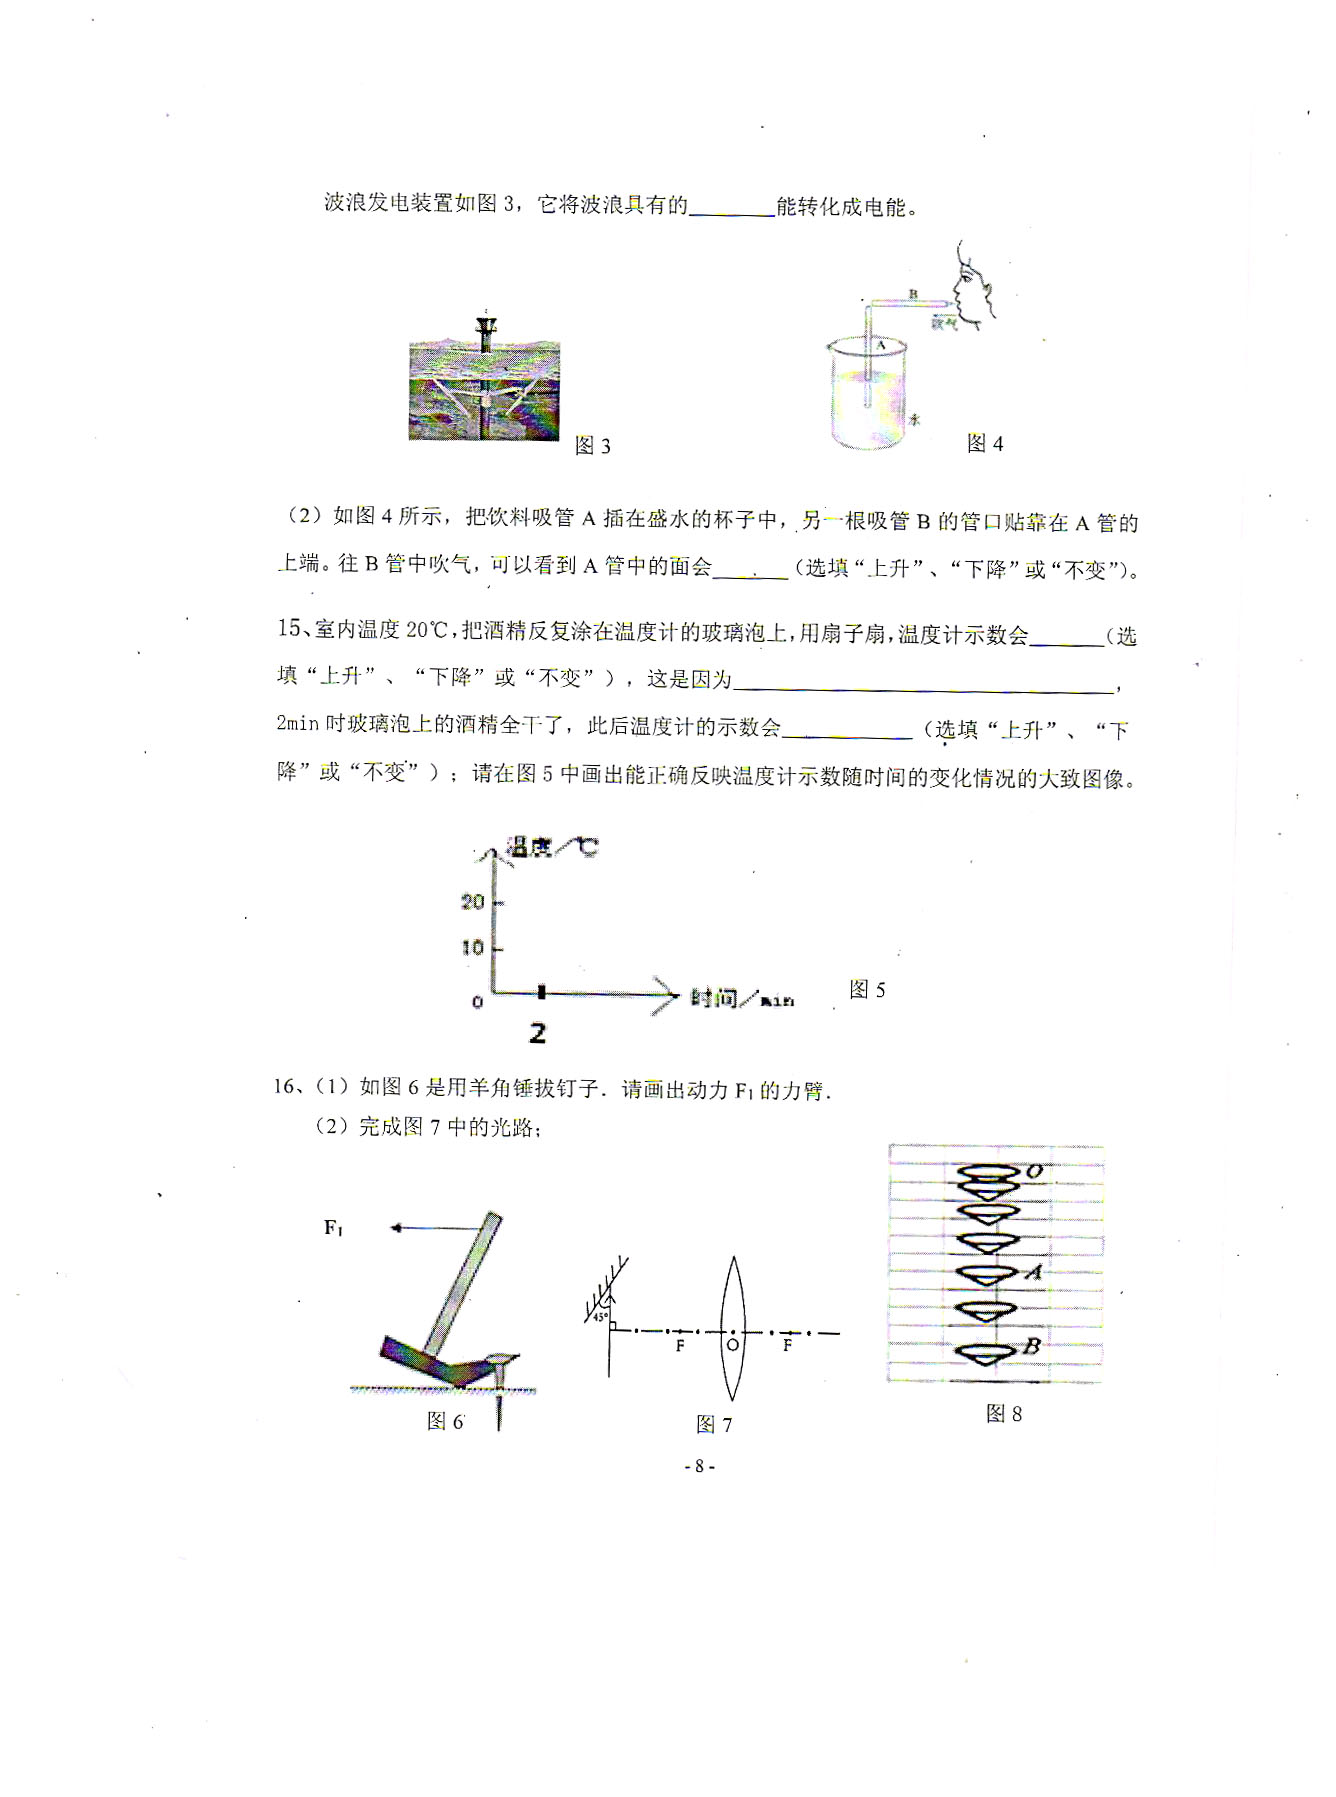 波浪发电装置如图 3，它将波浪具有的________能转化成电能。
B
吹气
A
水
图 3
图 4
（2）如图 4 所示，把饮料吸管 A 插在盛水的杯子中，另一根吸管 B 的管口贴靠在 A 管的
上端。往 B 管中吹气，可以看到 A 管中的面会_______（选填“上升”、“下降”或“不变”）。
15、室内温度 20℃，把酒精反复涂在温度计的玻璃泡上，用扇子扇，温度计示数会_______（选
填“上升”、“下降”或“不变”），这是因为___________________________________，
2min 时玻璃泡上的酒精全干了，此后温度计的示数会____________（选填“上升”、“下
降”或“不变”）；请在图 5 中画出能正确反映温度计示数随时间的变化情况的大致图像。
温度／℃
20
10
0
2
时间／min
图 5
16、（1）如图 6 是用羊角锤拔钉子．请画出动力 F₁ 的力臂．
（2）完成图 7 中的光路；
F₁
45°
F
O
F
O
A
B
图 6
图 7
图 8
- 8 -